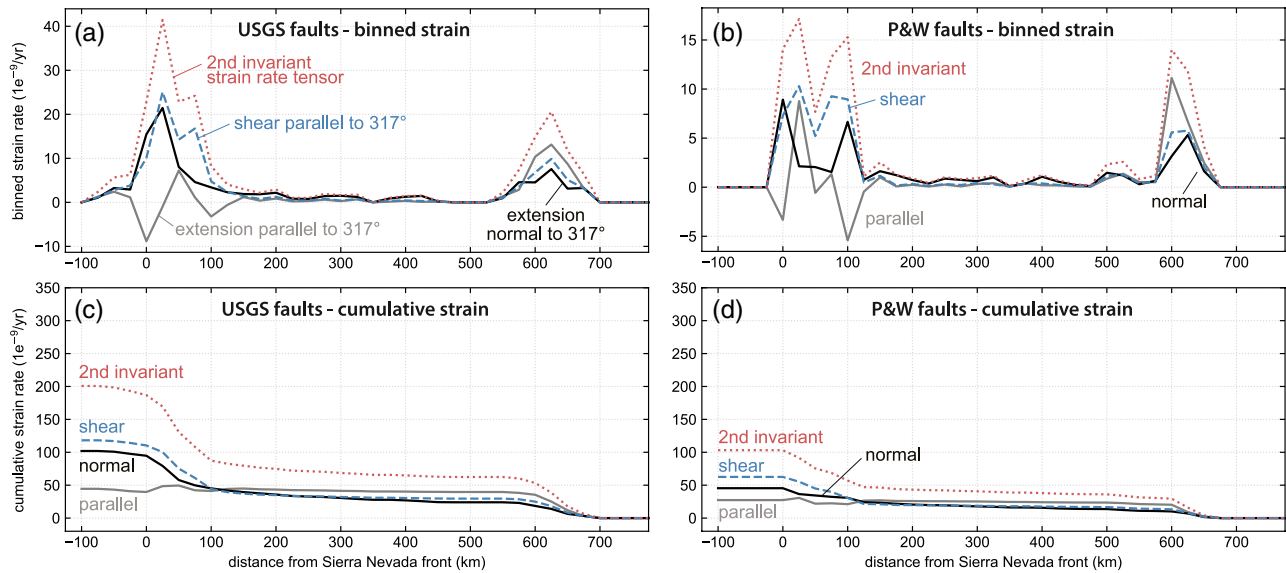 (a)
USGS faults - binned strain
binned strain rate (1e⁻⁹/yr)
40
30
20
10
0
−10
2nd invariant
strain rate tensor
shear parallel to 317°
extension parallel to 317°
extension
normal to 317°
−100 0 100 200 300 400 500 600 700
(b)
P&W faults - binned strain
15
10
5
0
−5
2nd invariant
shear
parallel
normal
−100 0 100 200 300 400 500 600 700
(c)
USGS faults - cumulative strain
cumulative strain rate (1e⁻⁹/yr)
350
300
250
200
150
100
50
0
2nd invariant
shear
normal
parallel
−100 0 100 200 300 400 500 600 700
distance from Sierra Nevada front (km)
(d)
P&W faults - cumulative strain
350
300
250
200
150
100
50
0
2nd invariant
shear
normal
parallel
−100 0 100 200 300 400 500 600 700
distance from Sierra Nevada front (km)